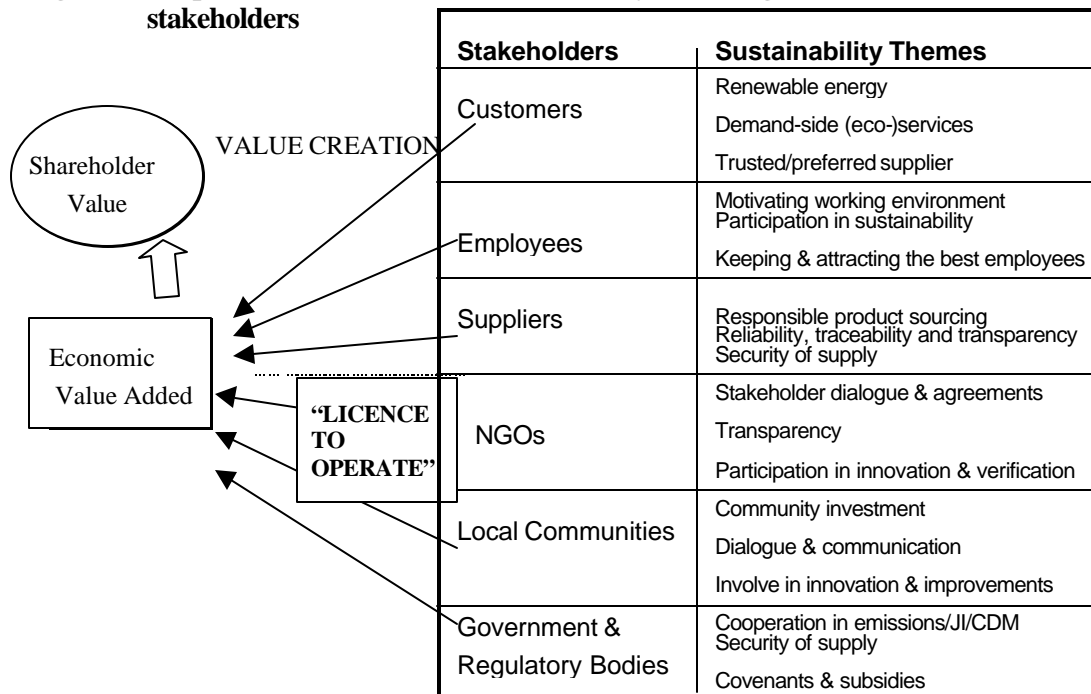 stakeholders
Stakeholders Sustainability Themes
Customers
Renewable energy
Demand-side (eco-)services
Trusted/preferred supplier
Employees
Motivating working environment
Participation in sustainability
Keeping & attracting the best employees
Suppliers
Responsible product sourcing
Reliability, traceability and transparency
Security of supply
NGOs
Stakeholder dialogue & agreements
Transparency
Participation in innovation & verification
Local Communities
Community investment
Dialogue & communication
Involve in innovation & improvements
Government &
Regulatory Bodies
Cooperation in emissions/JI/CDM
Security of supply
Covenants & subsidies
VALUE CREATION
Shareholder
Value
Economic
Value Added
“LICENCE
TO
OPERATE”